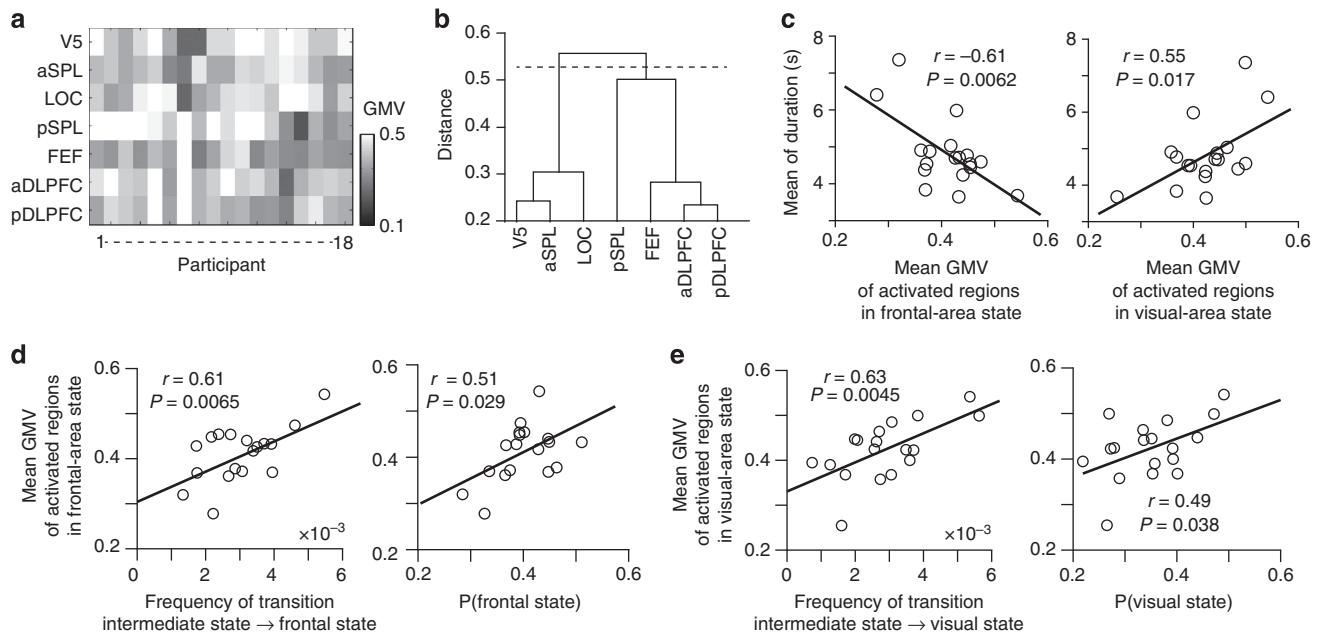 a
V5
aSPL
LOC
pSPL
FEF
aDLPFC
pDLPFC
GMV
0.5
0.1
1
18
Participant
b
0.6
0.5
0.4
0.3
0.2
Distance
V5
aSPL
LOC
pSPL
FEF
aDLPFC
pDLPFC
c
8
6
4
Mean of duration (s)
r = –0.61
P = 0.0062
0.2
0.4
0.6
Mean GMV
of activated regions
in frontal-area state
8
6
4
r = 0.55
P = 0.017
0.2
0.4
0.6
Mean GMV
of activated regions
in visual-area state
d
Mean GMV
of activated regions
in frontal-area state
0.6
0.4
0.2
r = 0.61
P = 0.0065
×10–3
0
2
4
6
Frequency of transition
intermediate state → frontal state
0.6
0.4
0.2
r = 0.51
P = 0.029
0.2
0.4
0.6
P(frontal state)
e
Mean GMV
of activated regions
in visual-area state
0.6
0.4
0.2
r = 0.63
P = 0.0045
×10–3
0
2
4
6
Frequency of transition
intermediate state → visual state
0.6
0.4
0.2
r = 0.49
P = 0.038
0.2
0.4
0.6
P(visual state)